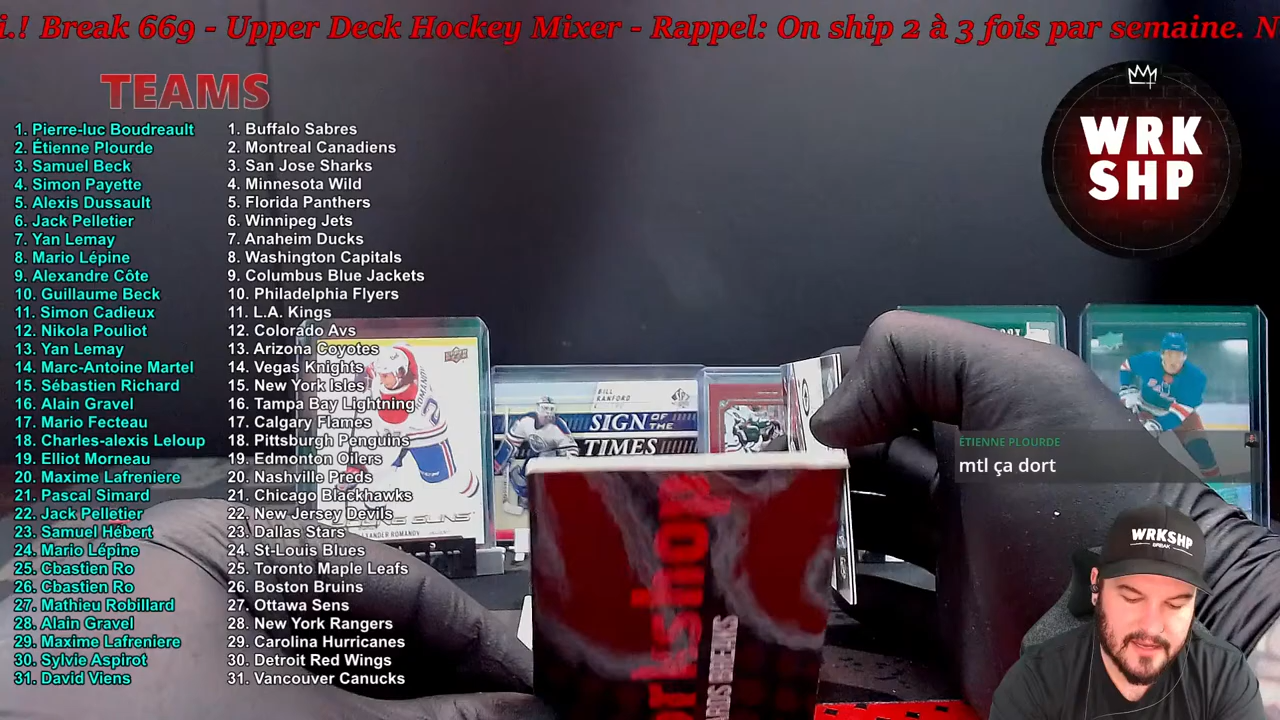 i.! Break 669 - Upper Deck Hockey Mixer - Rappel: On ship 2 à 3 fois par semaine. N
TEAMS
1. Pierre-luc Boudreault
2. Étienne Plourde
3. Samuel Beck
4. Simon Payette
5. Alexis Dussault
6. Jack Pelletier
7. Yan Lemay
8. Mario Lépine
9. Alexandre Côte
10. Guillaume Beck
11. Simon Cadieux
12. Nikola Pouliot
13. Yan Lemay
14. Marc-Antoine Martel
15. Sébastien Richard
16. Alain Gravel
17. Mario Fecteau
18. Charles-alexis Leloup
19. Elliot Morneau
20. Maxime Lafreniere
21. Pascal Simard
22. Jack Pelletier
23. Samuel Hébert
24. Mario Lépine
25. Cbastien Ro
26. Cbastien Ro
27. Mathieu Robillard
28. Alain Gravel
29. Maxime Lafreniere
30. Sylvie Aspirot
31. David Viens
1. Buffalo Sabres
2. Montreal Canadiens
3. San Jose Sharks
4. Minnesota Wild
5. Florida Panthers
6. Winnipeg Jets
7. Anaheim Ducks
8. Washington Capitals
9. Columbus Blue Jackets
10. Philadelphia Flyers
11. L.A. Kings
12. Colorado Avs
13. Arizona Coyotes
14. Vegas Knights
15. New York Isles
16. Tampa Bay Lightning
17. Calgary Flames
18. Pittsburgh Penguins
19. Edmonton Oilers
20. Nashville Preds
21. Chicago Blackhawks
22. New Jersey Devils
23. Dallas Stars
24. St-Louis Blues
25. Toronto Maple Leafs
26. Boston Bruins
27. Ottawa Sens
28. New York Rangers
29. Carolina Hurricanes
30. Detroit Red Wings
31. Vancouver Canucks
BILL
RANFORD
SIGN OF THE
TIMES
WRK
SHP
ETIENNE PLOURDE
mtl ça dort
WRKSHP
BREAK
orkshop
ARDS BREAKS